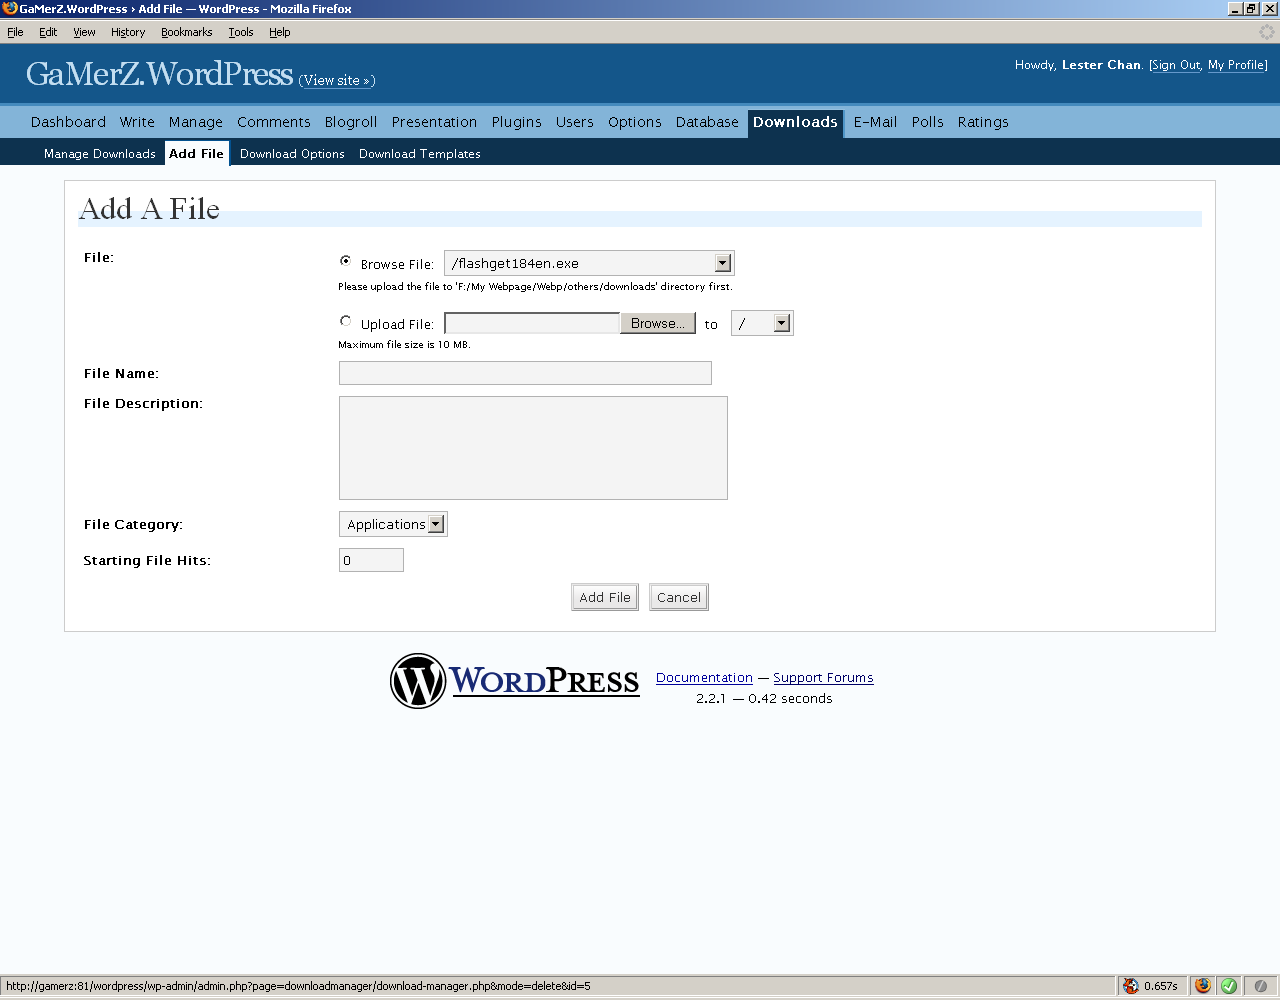 GaMerZ.WordPress › Add File — WordPress - Mozilla Firefox
File Edit View History Bookmarks Tools Help
GaMerZ.WordPress (View site »)
Howdy, Lester Chan. [Sign Out, My Profile]
Dashboard Write Manage Comments Blogroll Presentation Plugins Users Options Database Downloads E-Mail Polls Ratings
Manage Downloads Add File Download Options Download Templates
Add A File
File:
Browse File: /flashget184en.exe
Please upload the file to 'F:/My Webpage/Webp/others/downloads' directory first.
Upload File: Browse... to /
Maximum file size is 10 MB.
File Name:
File Description:
File Category: Applications
Starting File Hits: 0
Add File Cancel
WORDPRESS
Documentation — Support Forums
2.2.1 — 0.42 seconds
http://gamerz:81/wordpress/wp-admin/admin.php?page=downloadmanager/download-manager.php&mode=delete&id=5 0.657s